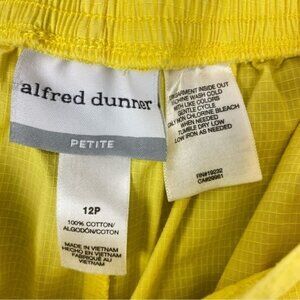 alfred dunner
PETITE
12P
100% COTTON/
ALGODÓN/COTON
MADE IN VIETNAM
HECHO EN VIETNAM
FABRIQUÉ AU
VIETNAM
GARMENT INSIDE OUT
MACHINE WASH COLD
WITH LIKE COLORS
GENTLE CYCLE
ONLY NON CHLORINE BLEACH
WHEN NEEDED
TUMBLE DRY LOW
LOW IRON AS NEEDED
RN#19232